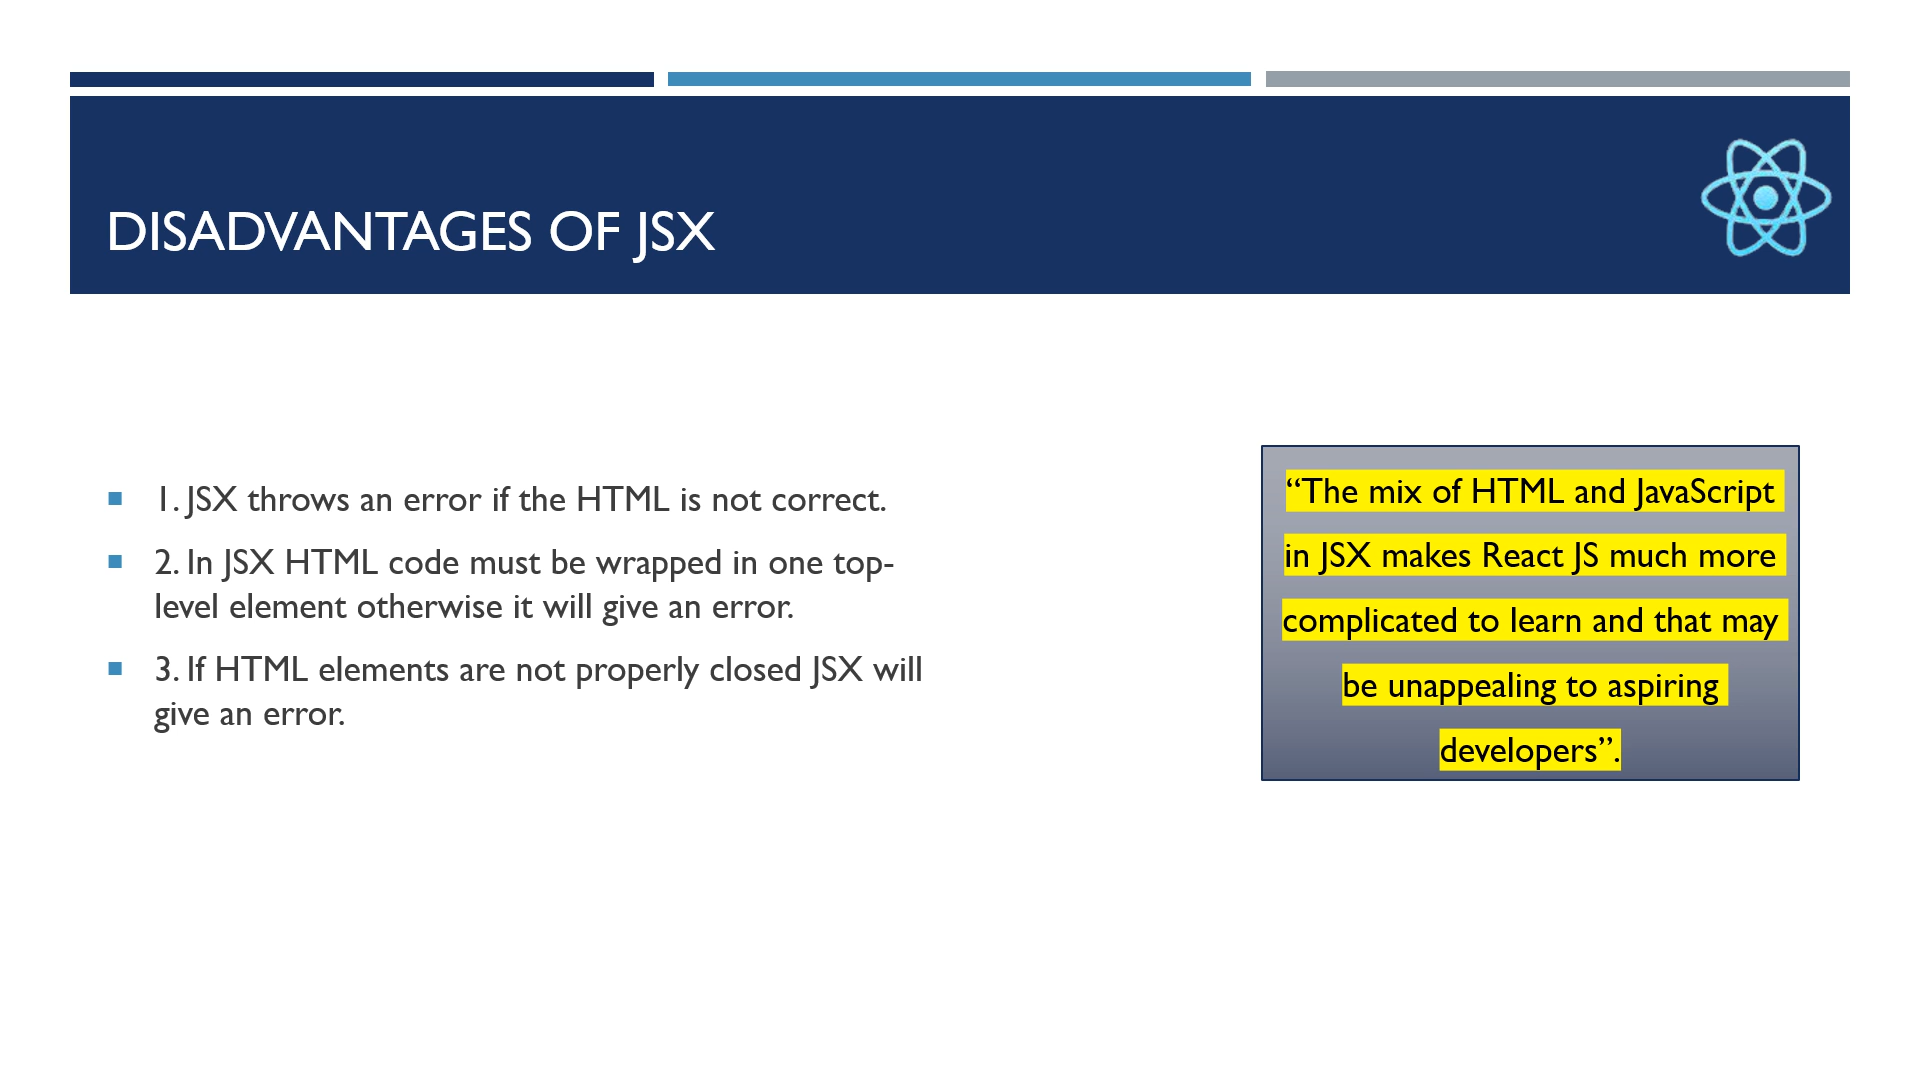 DISADVANTAGES OF JSX
1. JSX throws an error if the HTML is not correct.
2. In JSX HTML code must be wrapped in one top-
level element otherwise it will give an error.
3. If HTML elements are not properly closed JSX will
give an error.
“The mix of HTML and JavaScript
in JSX makes React JS much more
complicated to learn and that may
be unappealing to aspiring
developers”.